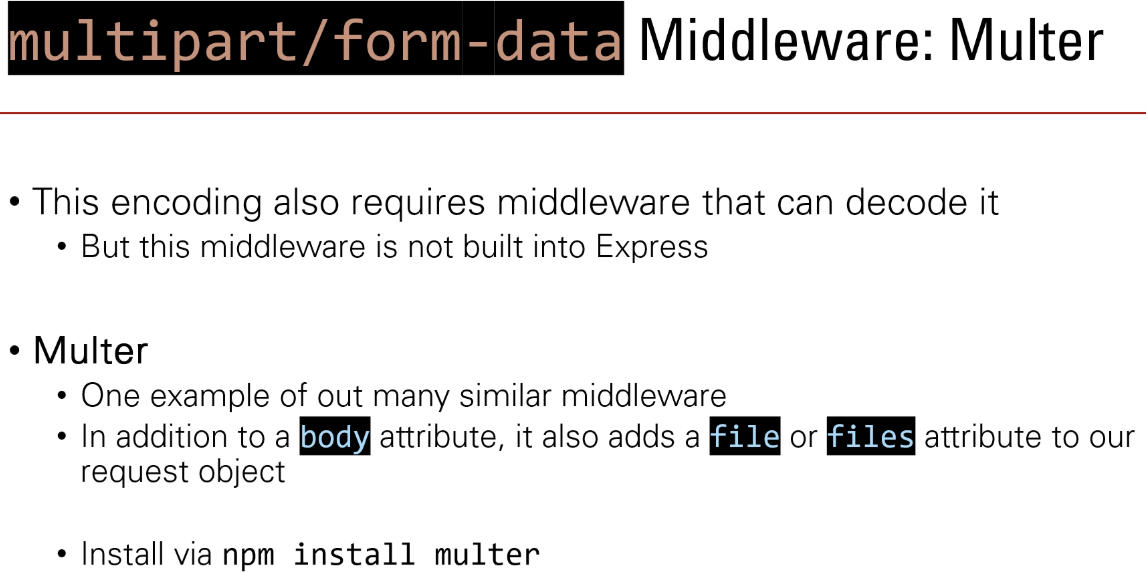 multipart/form-data Middleware: Multer
• This encoding also requires middleware that can decode it
• But this middleware is not built into Express
• Multer
• One example of out many similar middleware
• In addition to a body attribute, it also adds a file or files attribute to our
request object
• Install via npm install multer